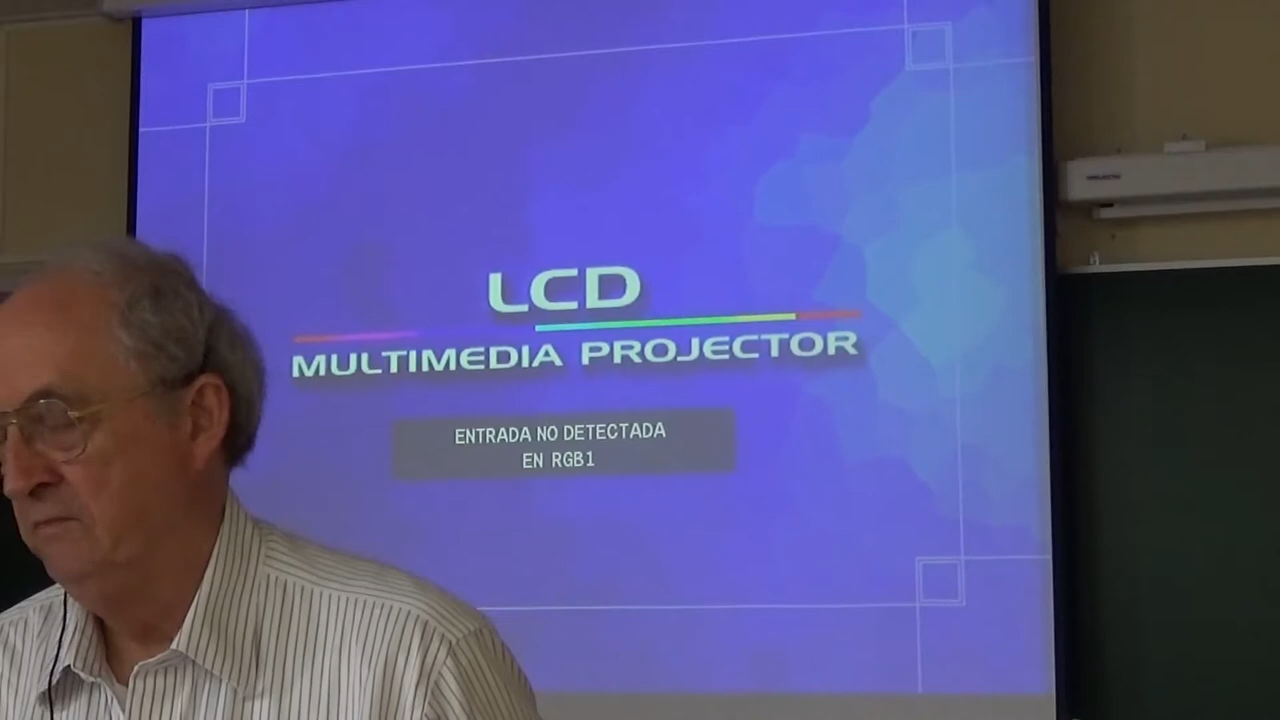 LCD
MULTIMEDIA PROJECTOR
ENTRADA NO DETECTADA
EN RGB1